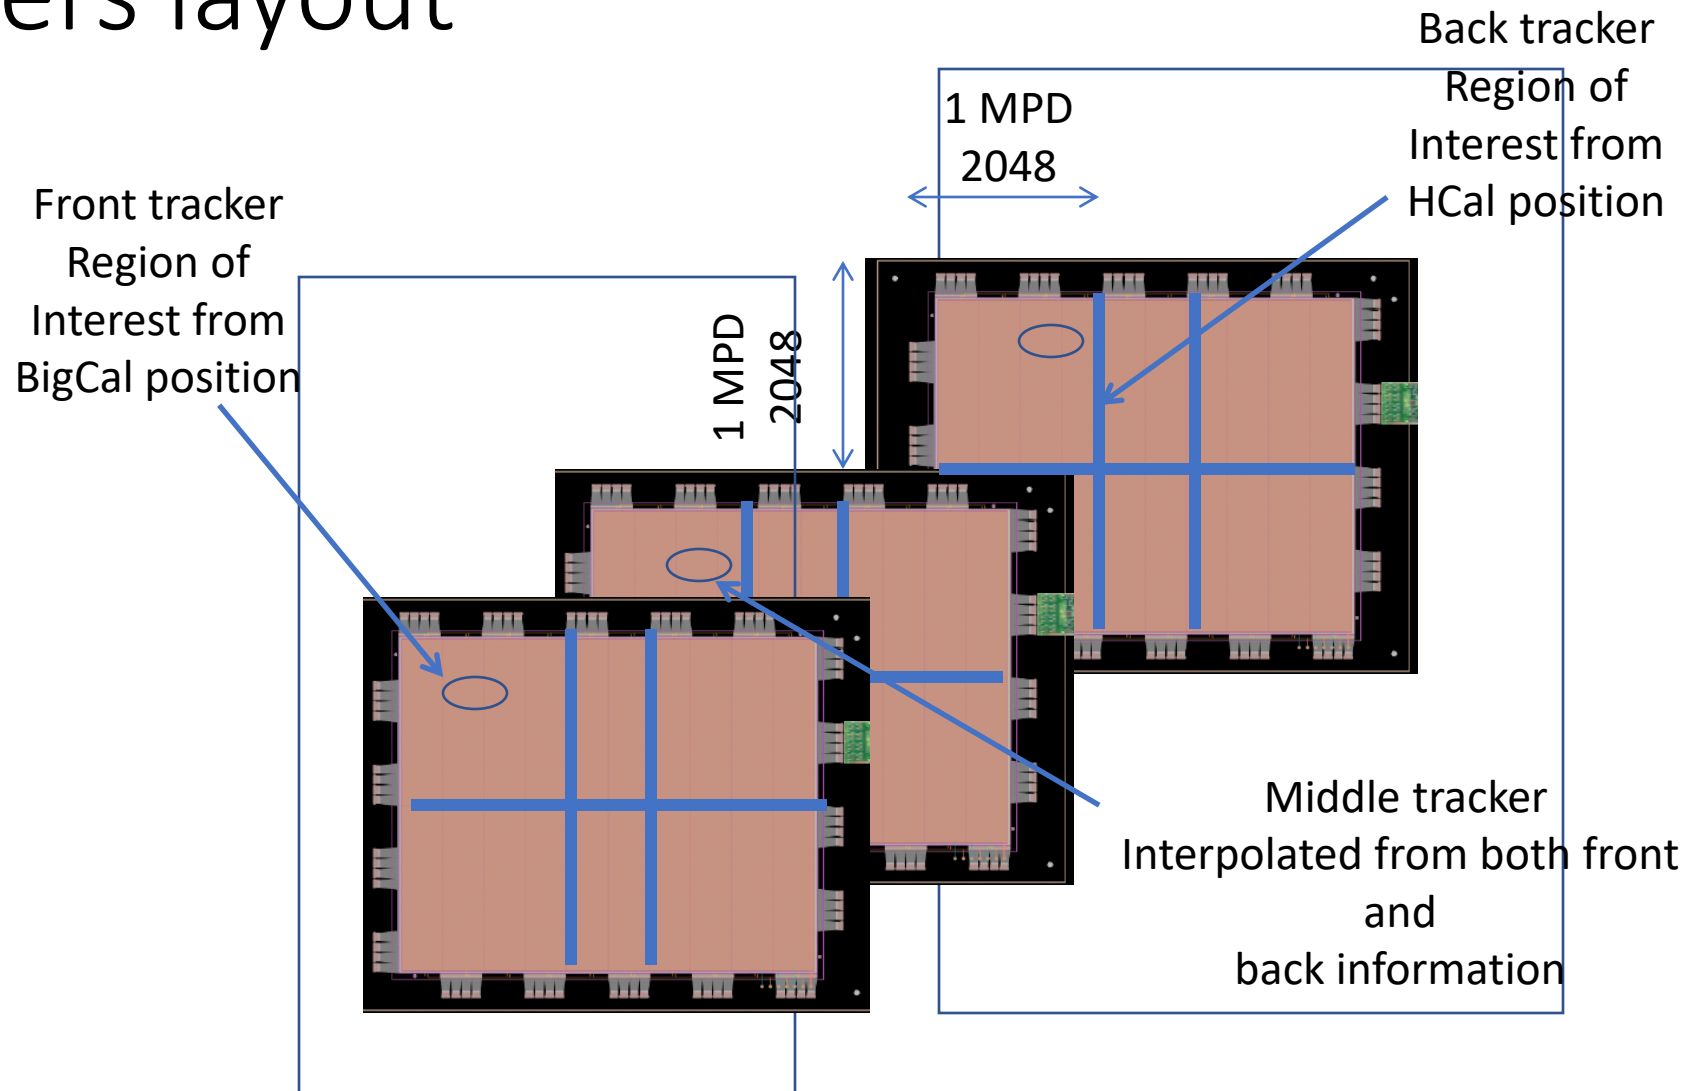 layout
Back tracker
Region of
Interest from
HCal position
1 MPD
2048
Front tracker
Region of
Interest from
BigCal position
1 MPD
2048
Middle tracker
Interpolated from both front
and
back information